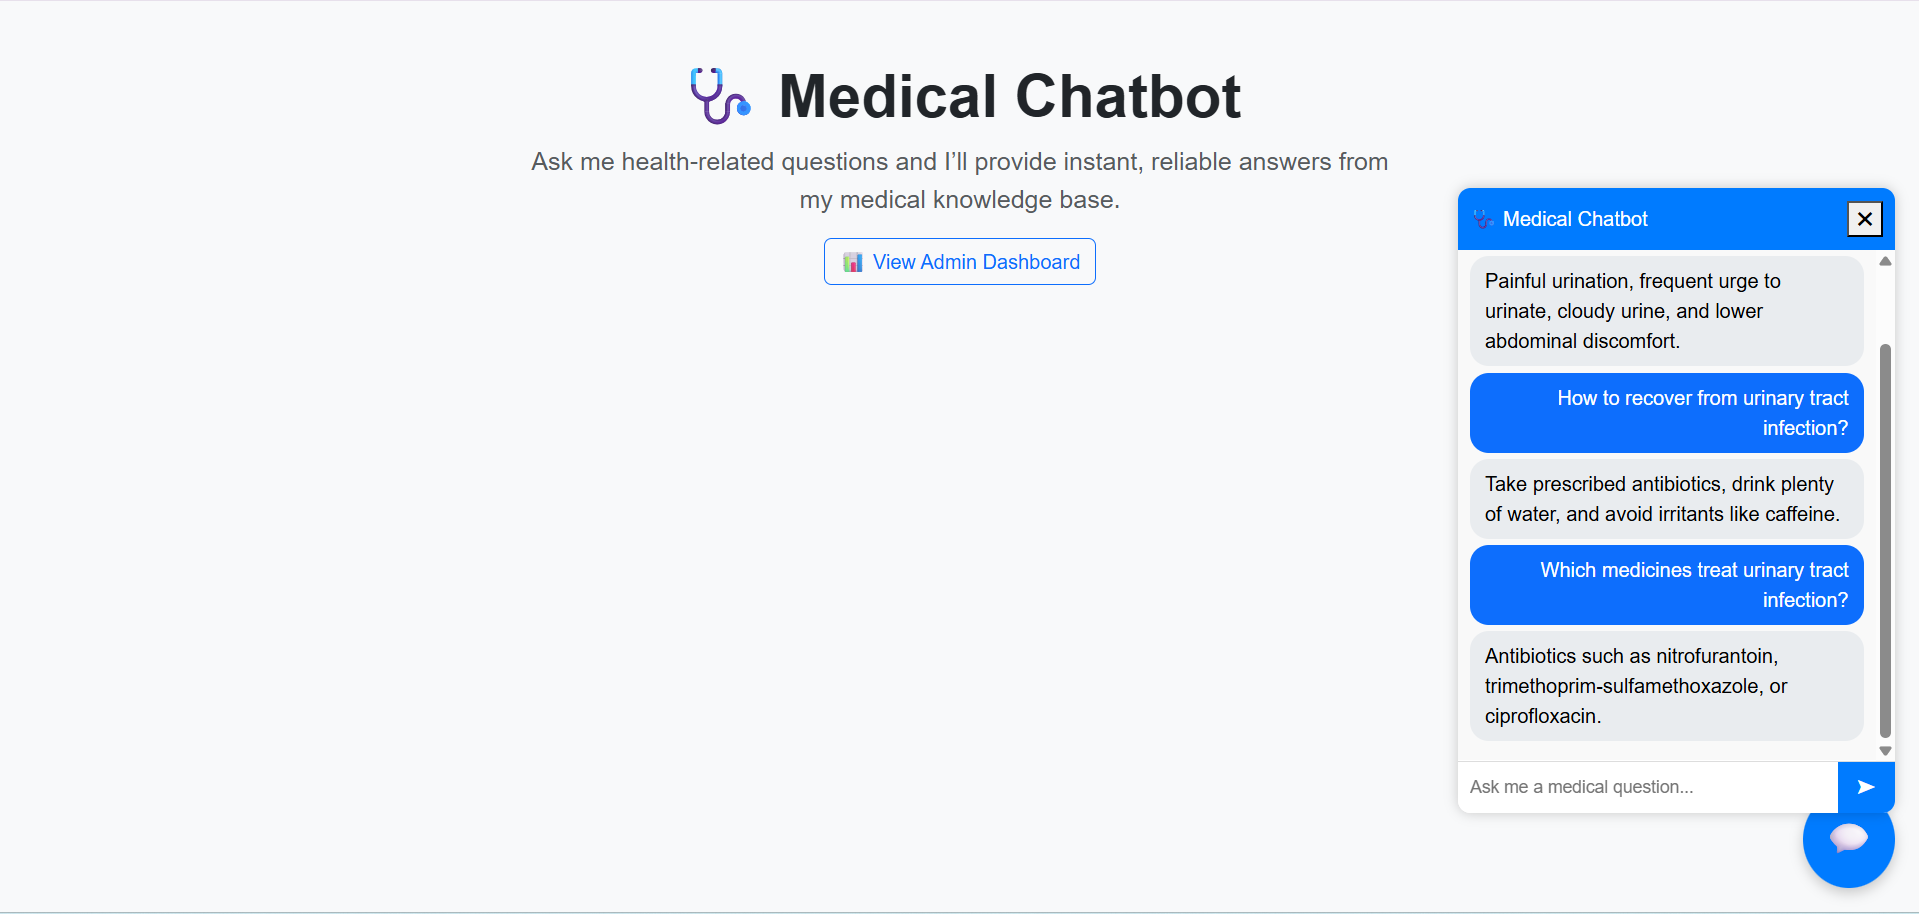 Medical Chatbot
Ask me health-related questions and I’ll provide instant, reliable answers from
my medical knowledge base.
View Admin Dashboard
Medical Chatbot
Painful urination, frequent urge to
urinate, cloudy urine, and lower
abdominal discomfort.
How to recover from urinary tract
infection?
Take prescribed antibiotics, drink plenty
of water, and avoid irritants like caffeine.
Which medicines treat urinary tract
infection?
Antibiotics such as nitrofurantoin,
trimethoprim-sulfamethoxazole, or
ciprofloxacin.
Ask me a medical question...